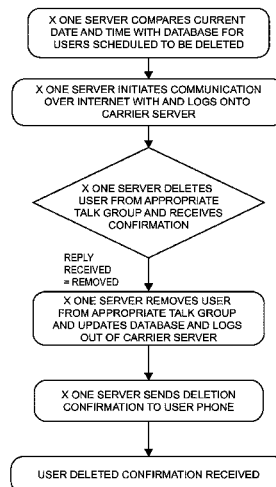 X ONE SERVER COMPARES CURRENT
DATE AND TIME WITH DATABASE FOR
USERS SCHEDULED TO BE DELETED
X ONE SERVER INITIATES COMMUNICATION
OVER INTERNET WITH AND LOGS ONTO
CARRIER SERVER
X ONE SERVER DELETES
USER FROM APPROPRIATE
TALK GROUP AND RECEIVES
CONFIRMATION
REPLY
RECEIVED
= REMOVED
X ONE SERVER REMOVES USER
FROM APPROPRIATE TALK GROUP
AND UPDATES DATABASE AND LOGS
OUT OF CARRIER SERVER
X ONE SERVER SENDS DELETION
CONFIRMATION TO USER PHONE
USER DELETED CONFIRMATION RECEIVED